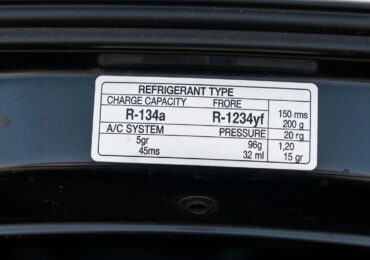 REFRIGERANT TYPE
CHARGE CAPACITY FRORE
R-134a R-1234yf 150 rms
200 g
A/C SYSTEM PRESSURE 20 rg
5gr 96g 1,20
45ms 32 ml 15 gr